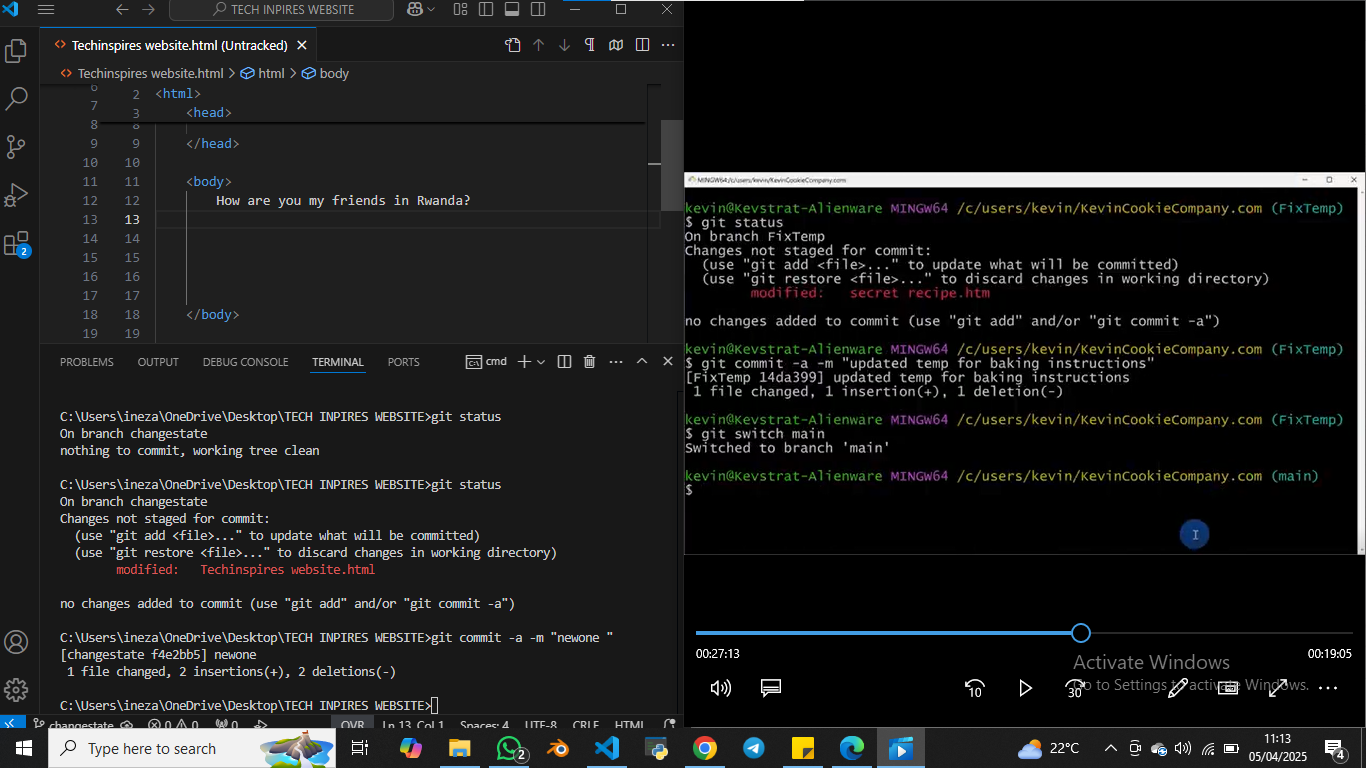 TECH INPIRES WEBSITE
Techinspires website.html (Untracked)
Techinspires website.html > html > body
6
7 2 <html>
8 3 <head>
8
9 9 </head>
10 10
11 11 <body>
12 12 How are you my friends in Rwanda?
13 13
14 14
15 15
16 16
17 17
18 18 </body>
19 19
PROBLEMS OUTPUT DEBUG CONSOLE TERMINAL PORTS cmd
C:\Users\ineza\OneDrive\Desktop\TECH INPIRES WEBSITE>git status
On branch changestate
nothing to commit, working tree clean
C:\Users\ineza\OneDrive\Desktop\TECH INPIRES WEBSITE>git status
On branch changestate
Changes not staged for commit:
(use "git add <file>..." to update what will be committed)
(use "git restore <file>..." to discard changes in working directory)
modified: Techinspires website.html
no changes added to commit (use "git add" and/or "git commit -a")
C:\Users\ineza\OneDrive\Desktop\TECH INPIRES WEBSITE>git commit -a -m "newone "
[changestate f4e2bb5] newone
1 file changed, 2 insertions(+), 2 deletions(-)
C:\Users\ineza\OneDrive\Desktop\TECH INPIRES WEBSITE>
2
changestate 0 0 0 OVR Ln 13, Col 1 Spaces: 4 UTF-8 CRLF HTML
MINGW64:/c/users/kevin/KevinCookieCompany.com
kevin@Kevstrat-Alienware MINGW64 /c/users/kevin/KevinCookieCompany.com (FixTemp)
$ git status
On branch FixTemp
Changes not staged for commit:
(use "git add <file>..." to update what will be committed)
(use "git restore <file>..." to discard changes in working directory)
modified: secret recipe.htm
no changes added to commit (use "git add" and/or "git commit -a")
kevin@Kevstrat-Alienware MINGW64 /c/users/kevin/KevinCookieCompany.com (FixTemp)
$ git commit -a -m "updated temp for baking instructions"
[FixTemp 14da399] updated temp for baking instructions
1 file changed, 1 insertion(+), 1 deletion(-)
kevin@Kevstrat-Alienware MINGW64 /c/users/kevin/KevinCookieCompany.com (FixTemp)
$ git switch main
Switched to branch 'main'
kevin@Kevstrat-Alienware MINGW64 /c/users/kevin/KevinCookieCompany.com (main)
$
00:27:13 00:19:05
Activate Windows
Go to Settings to activate Windows.
10 30
Type here to search
2
22°C
11:13
05/04/2025
4